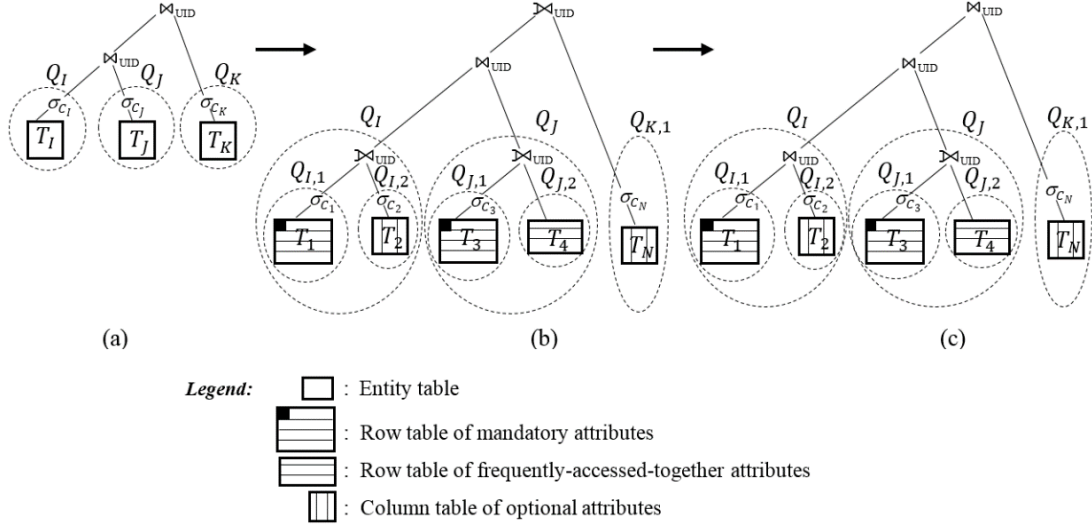 ⋈UID ⟕UID ⋈UID
⋈UID ⋈UID ⋈UID
Q_I Q_J Q_K
σ_{C_I} σ_{C_J} σ_{C_K}
T_I T_J T_K
Q_I Q_J Q_{K,1} Q_I Q_J Q_{K,1}
⟕UID ⟕UID ⋈UID ⟕UID
Q_{I,1} Q_{I,2} Q_{J,1} Q_{J,2} Q_{I,1} Q_{I,2} Q_{J,1} Q_{J,2}
σ_{C_1} σ_{C_2} σ_{C_3} σ_{C_N} σ_{C_1} σ_{C_2} σ_{C_3} σ_{C_N}
T_1 T_2 T_3 T_4 T_N T_1 T_2 T_3 T_4 T_N
(a) (b) (c)
Legend: : Entity table
: Row table of mandatory attributes
: Row table of frequently-accessed-together attributes
: Column table of optional attributes